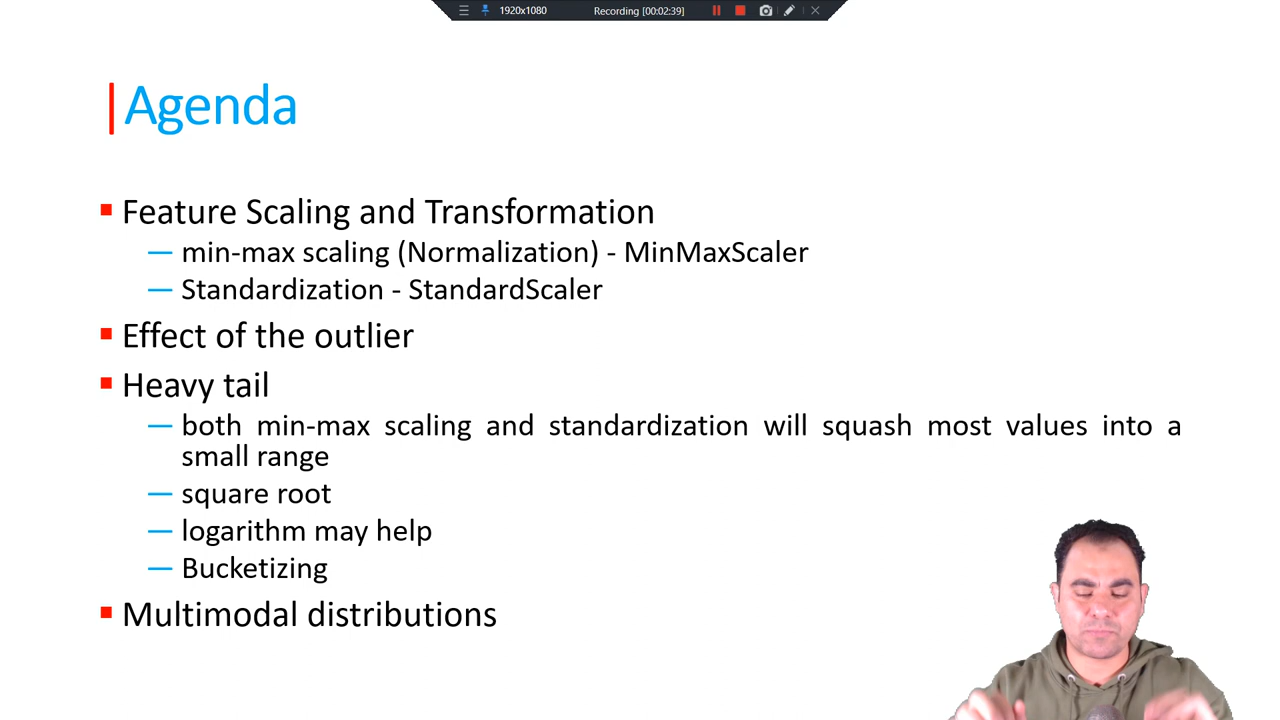 1920x1080 Recording [00:02:39]
Agenda
Feature Scaling and Transformation
min-max scaling (Normalization) - MinMaxScaler
Standardization - StandardScaler
Effect of the outlier
Heavy tail
both min-max scaling and standardization will squash most values into a
small range
square root
logarithm may help
Bucketizing
Multimodal distributions